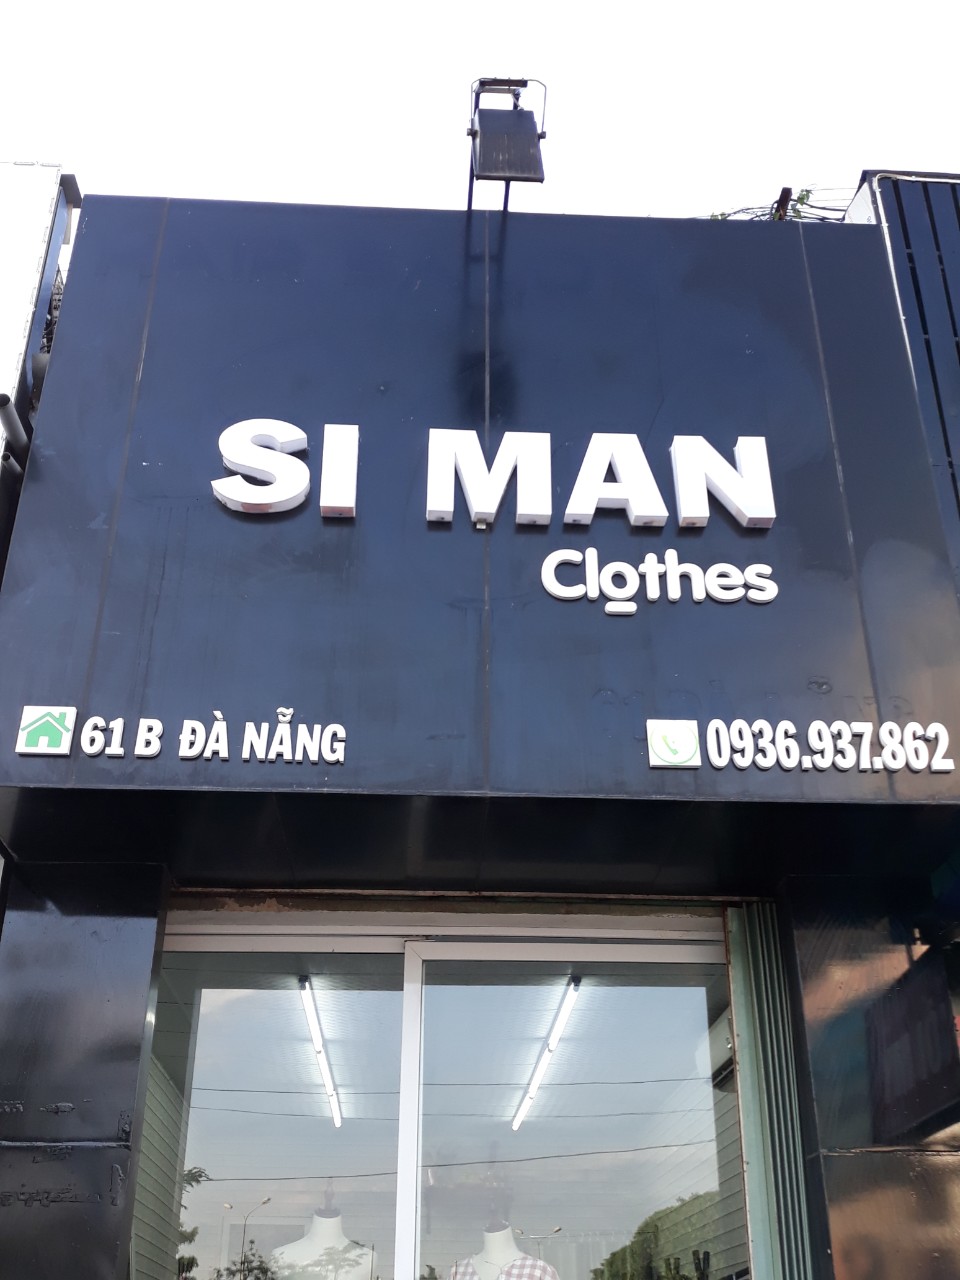 SI MAN
Clothes
61 B ĐÀ NẴNG
0936.937.862